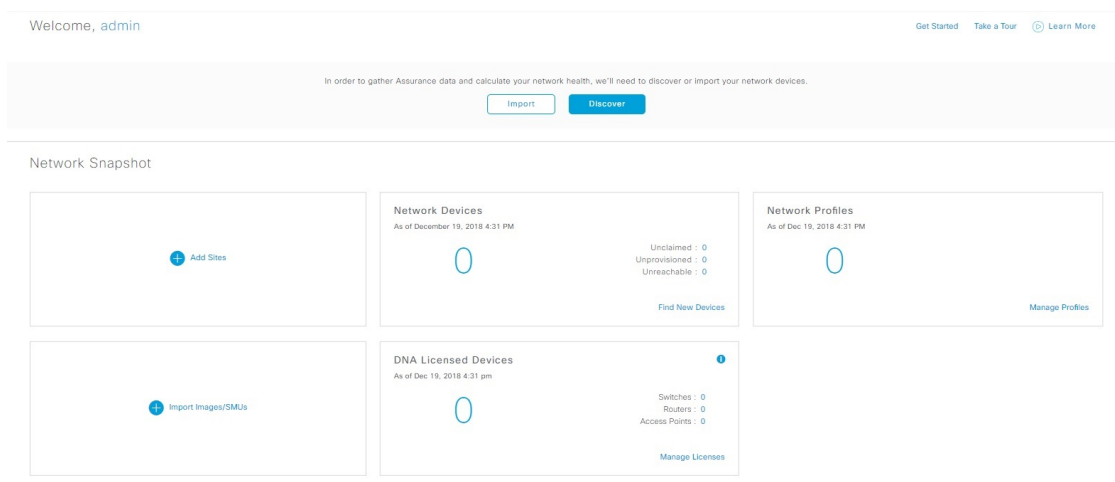 Welcome, admin
Get Started Take a Tour Learn More
In order to gather Assurance data and calculate your network health, we'll need to discover or import your network devices.
Import Discover
Network Snapshot
Add Sites
Network Devices
As of December 19, 2018 4:31 PM
0
Unclaimed : 0
Unprovisioned : 0
Unreachable : 0
Find New Devices
Network Profiles
As of Dec 19, 2018 4:31 PM
0
Manage Profiles
Import Images/SMUs
DNA Licensed Devices
As of Dec 19, 2018 4:31 pm
0
Switches : 0
Routers : 0
Access Points : 0
Manage Licenses